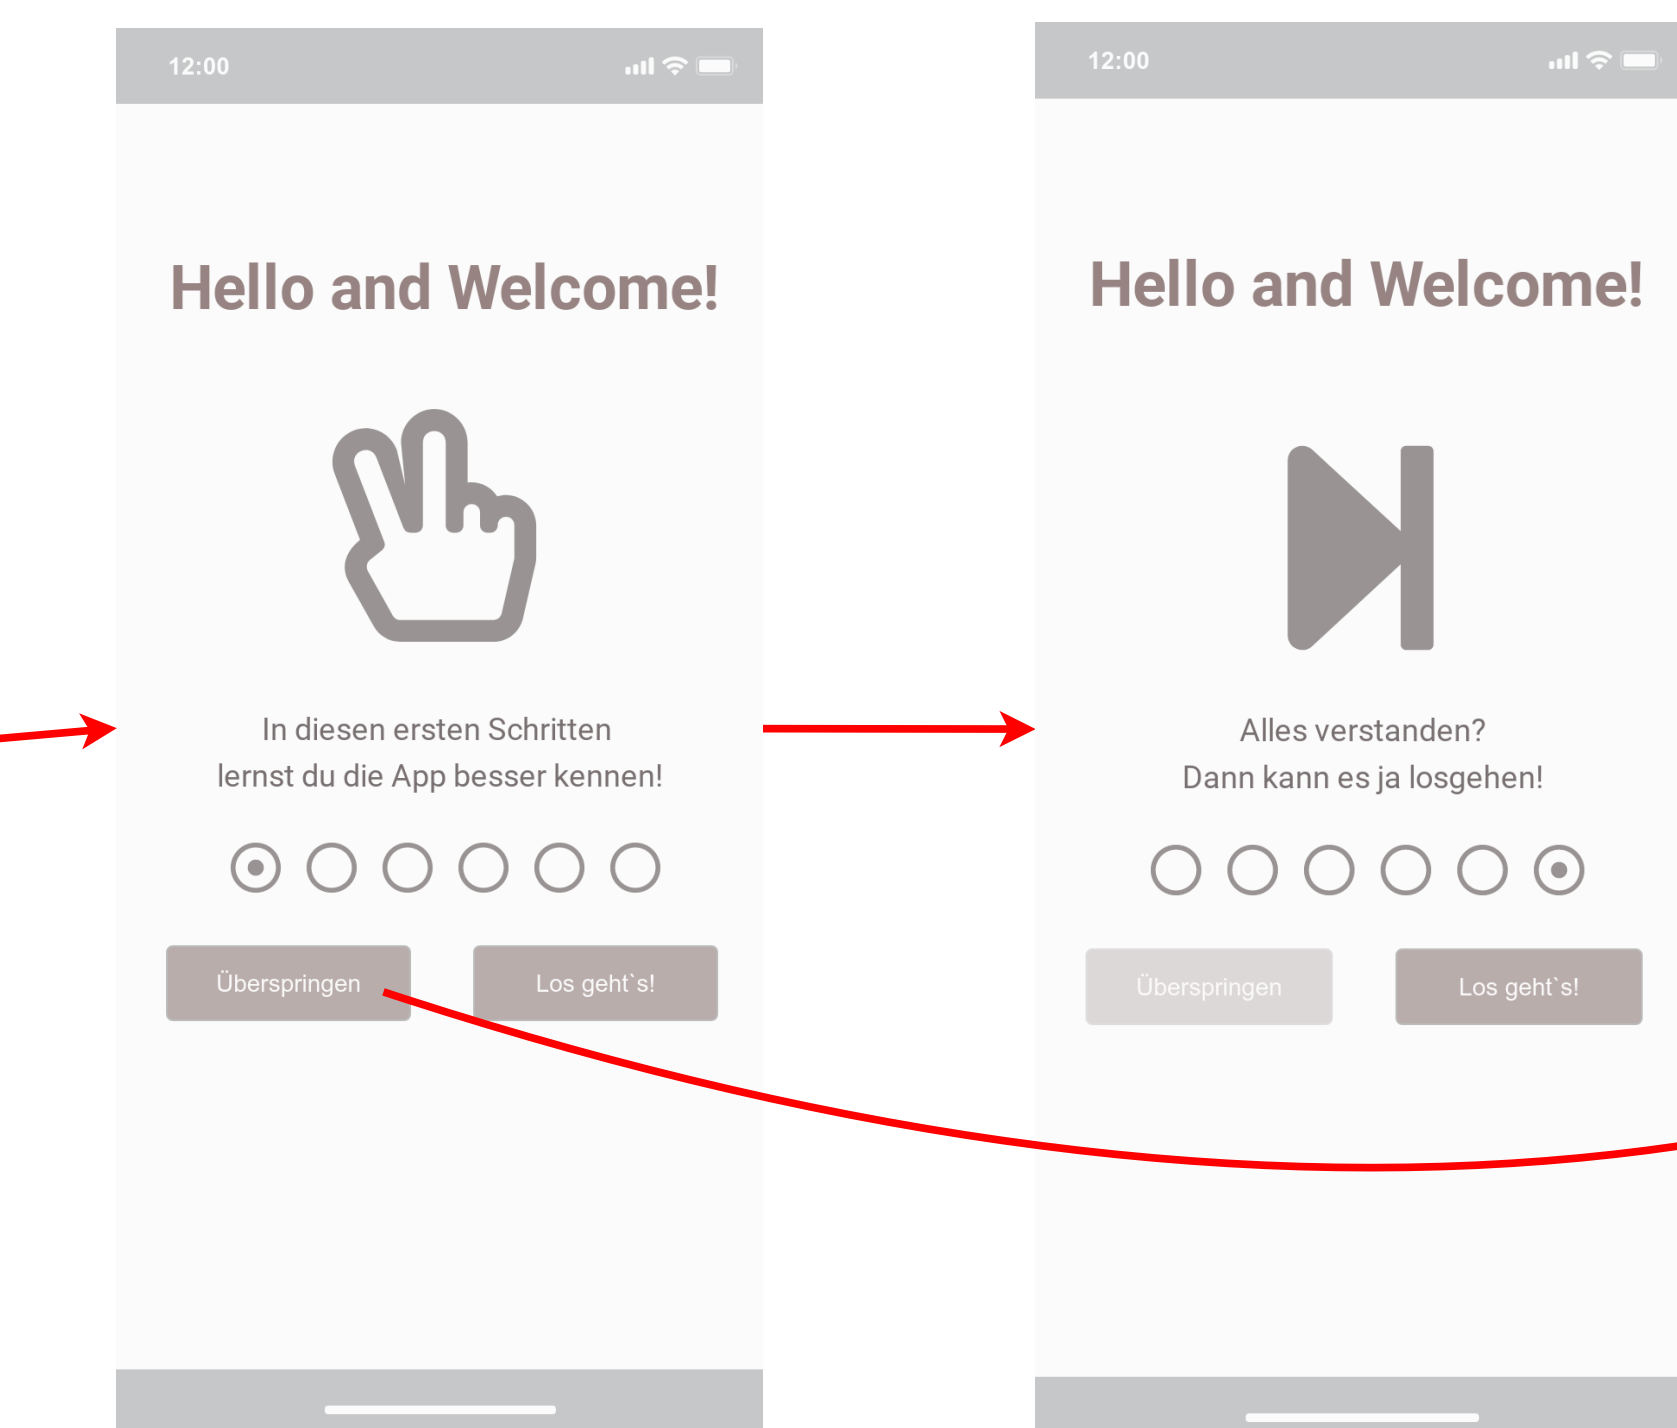 12:00
Hello and Welcome!
In diesen ersten Schritten
lernst du die App besser kennen!
Überspringen
Los geht`s!
12:00
Hello and Welcome!
Alles verstanden?
Dann kann es ja losgehen!
Überspringen
Los geht`s!